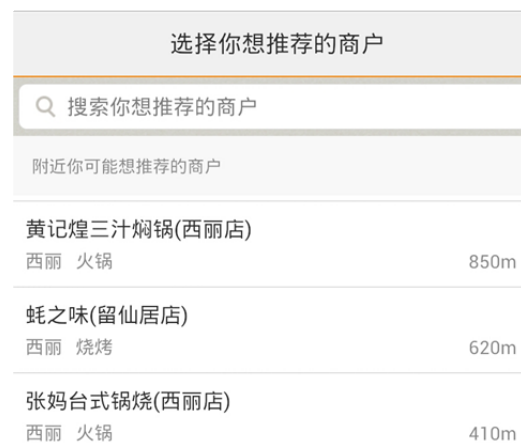 选择你想推荐的商户
搜索你想推荐的商户
附近你可能想推荐的商户
黄记煌三汁焖锅(西丽店)
西丽 火锅 850m
蚝之味(留仙居店)
西丽 烧烤 620m
张妈台式锅烧(西丽店)
西丽 火锅 410m